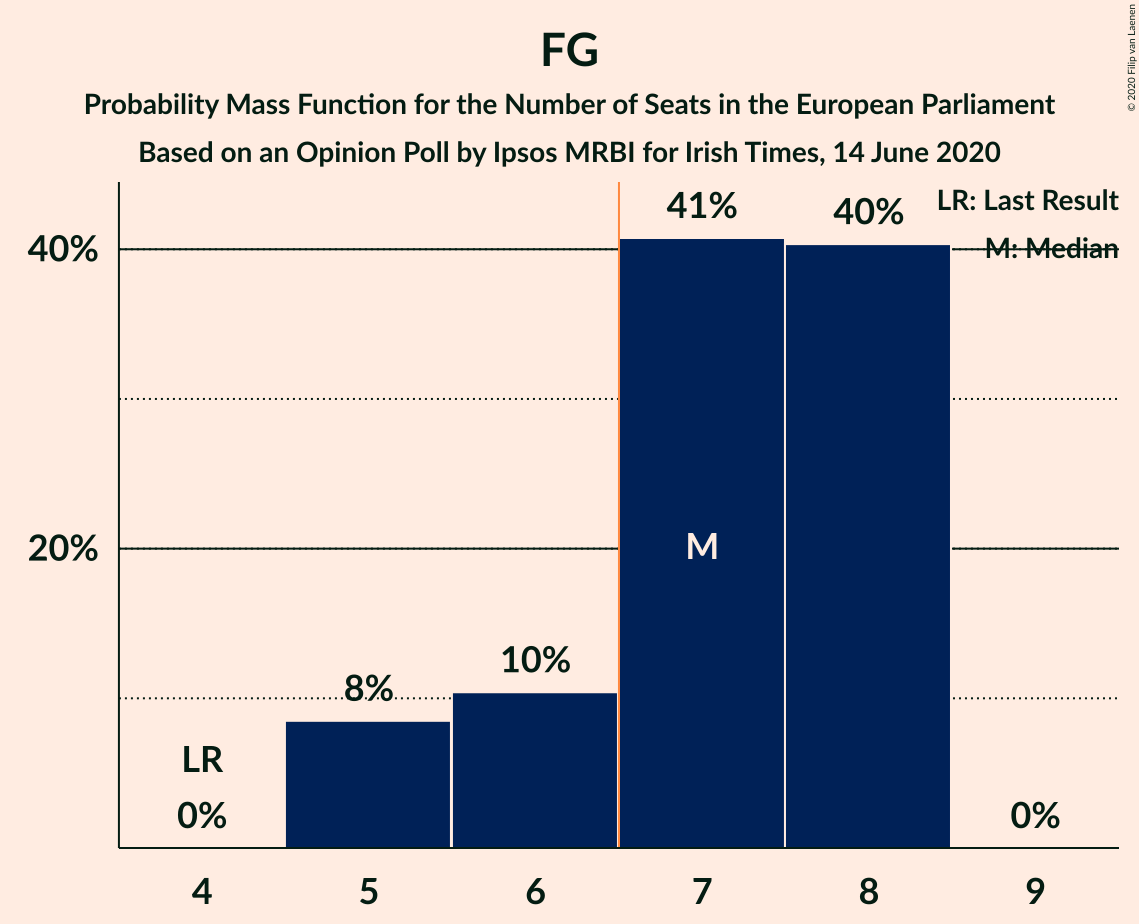 FG
Probability Mass Function for the Number of Seats in the European Parliament
Based on an Opinion Poll by Ipsos MRBI for Irish Times, 14 June 2020
© 2020 Filip van Laenen
LR: Last Result
M: Median
40%
20%
LR
0%
8%
10%
41%
M
40%
0%
4 5 6 7 8 9